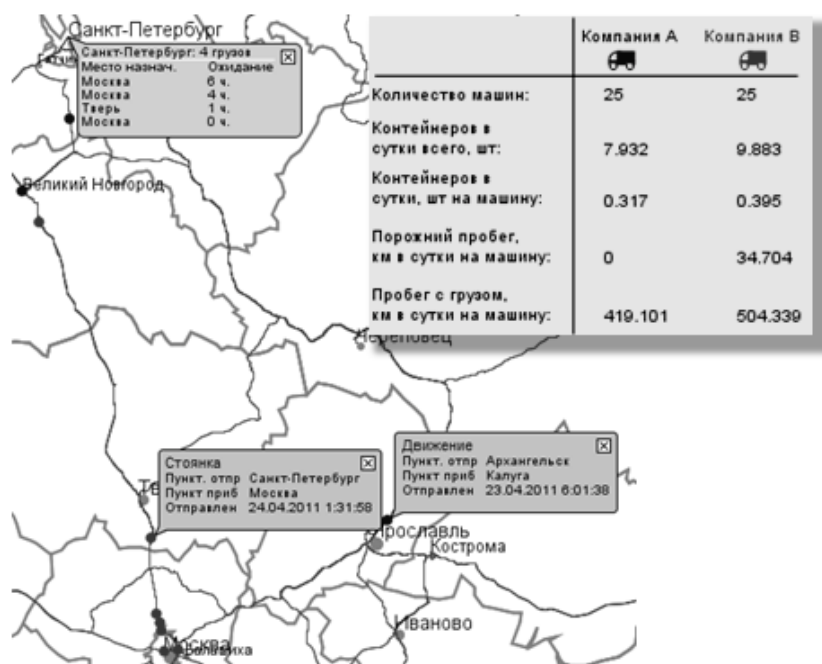 Санкт-Петербург
Санкт-Петербург: 4 грузов
Место назнач. Ожидание
Москва 6 ч.
Москва 4 ч.
Тверь 1 ч.
Москва 0 ч.
Великий Новгород
Компания А Компания В
Количество машин: 25 25
Контейнеров в
сутки всего, шт: 7.932 9.883
Контейнеров в
сутки, шт на машину: 0.317 0.395
Порожний пробег,
км в сутки на машину: 0 34.704
Пробег с грузом,
км в сутки на машину: 419.101 504.339
Череповец
Стоянка
Пункт. отпр Санкт-Петербург
Пункт приб Москва
Отправлен 24.04.2011 1:31:58
Движение
Пункт. отпр Архангельск
Пункт приб Калуга
Отправлен 23.04.2011 6:01:38
Ярославль
Кострома
Иваново
Москва